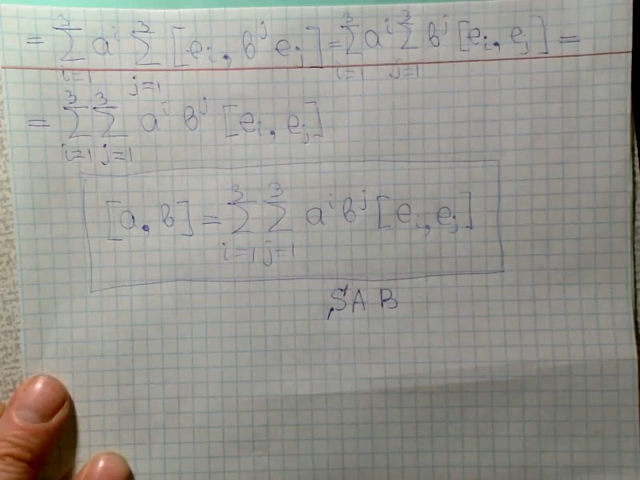 = ∑_{i=1}^{3} a^i ∑_{j=1}^{3} [e_i, b^j e_j] = ∑_{i=1}^{3} a^i ∑_{j=1}^{3} b^j [e_i, e_j] =
= ∑_{i=1}^{3} ∑_{j=1}^{3} a^i b^j [e_i, e_j]
[a, b] = ∑_{i=1}^{3} ∑_{j=1}^{3} a^i b^j [e_i, e_j]
SAB